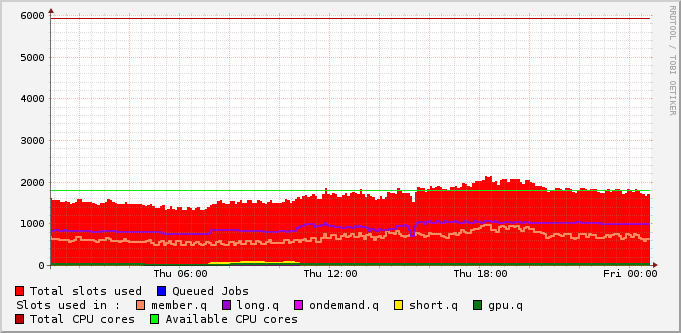 RRDTOOL / TOBI OETIKER
6000
5000
4000
3000
2000
1000
0
Thu 06:00 Thu 12:00 Thu 18:00 Fri 00:00
Total slots used Queued Jobs
Slots used in : member.q long.q ondemand.q short.q gpu.q
Total CPU cores Available CPU cores